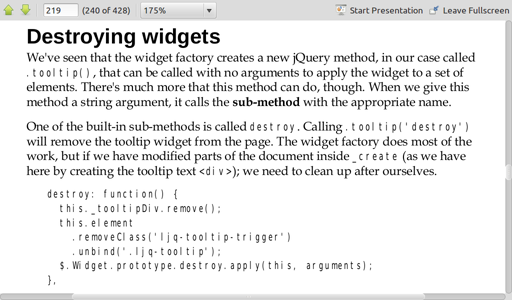 219 (240 of 428) 175% Start Presentation Leave Fullscreen
Destroying widgets
We've seen that the widget factory creates a new jQuery method, in our case called
.tooltip(), that can be called with no arguments to apply the widget to a set of
elements. There's much more that this method can do, though. When we give this
method a string argument, it calls the sub-method with the appropriate name.
One of the built-in sub-methods is called destroy. Calling .tooltip('destroy')
will remove the tooltip widget from the page. The widget factory does most of the
work, but if we have modified parts of the document inside _create (as we have
here by creating the tooltip text <div>); we need to clean up after ourselves.
destroy: function() {
this._tooltipDiv.remove();
this.element
.removeClass('ljq-tooltip-trigger')
.unbind('.ljq-tooltip');
$.Widget.prototype.destroy.apply(this, arguments);
},